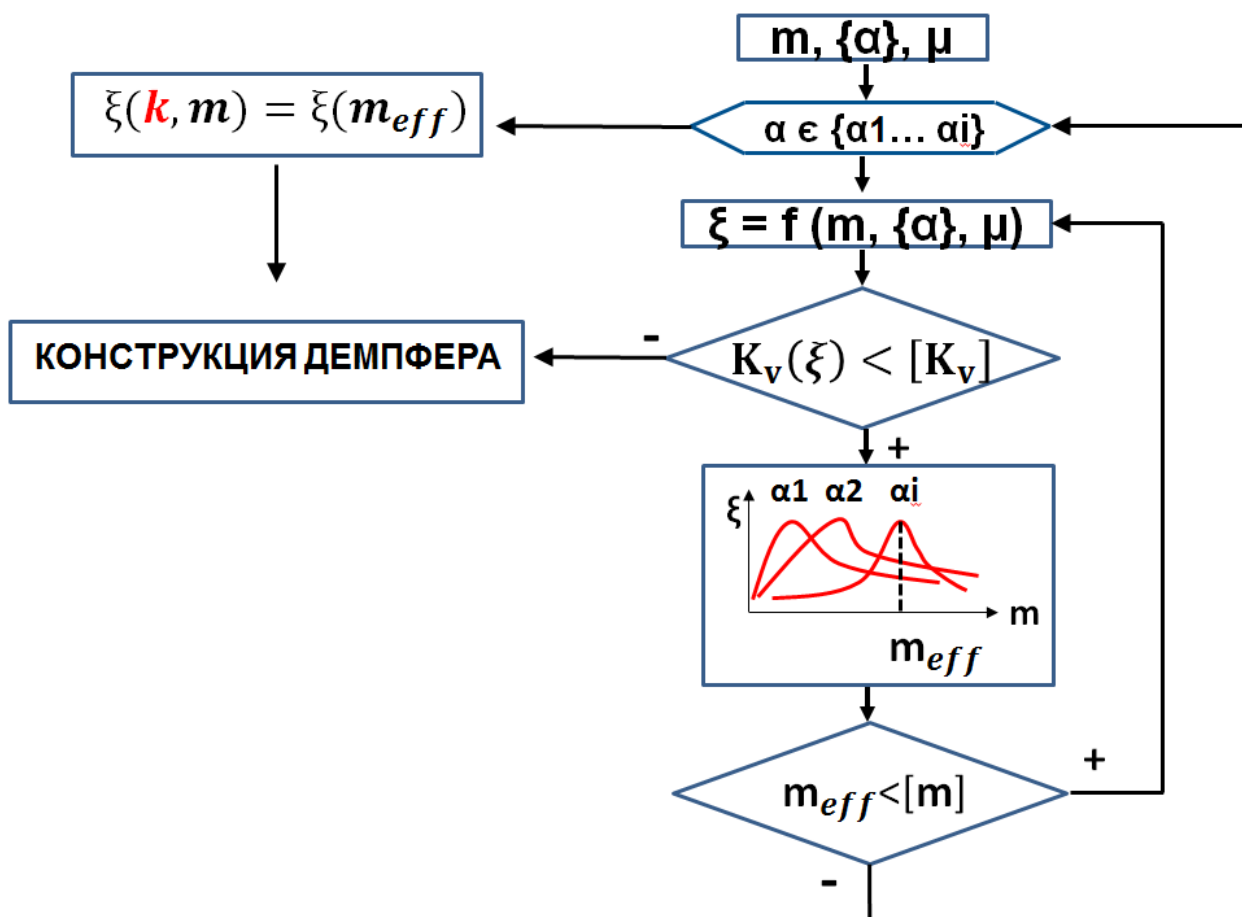 m, {α}, μ
ξ(k, m) = ξ(m_eff)
α є {α1... αi}
ξ = f (m, {α}, μ)
-
КОНСТРУКЦИЯ ДЕМПФЕРА
K_v(ξ) < [K_v]
+
α1 α2 αi
ξ
m
m_eff
+
m_eff<[m]
-